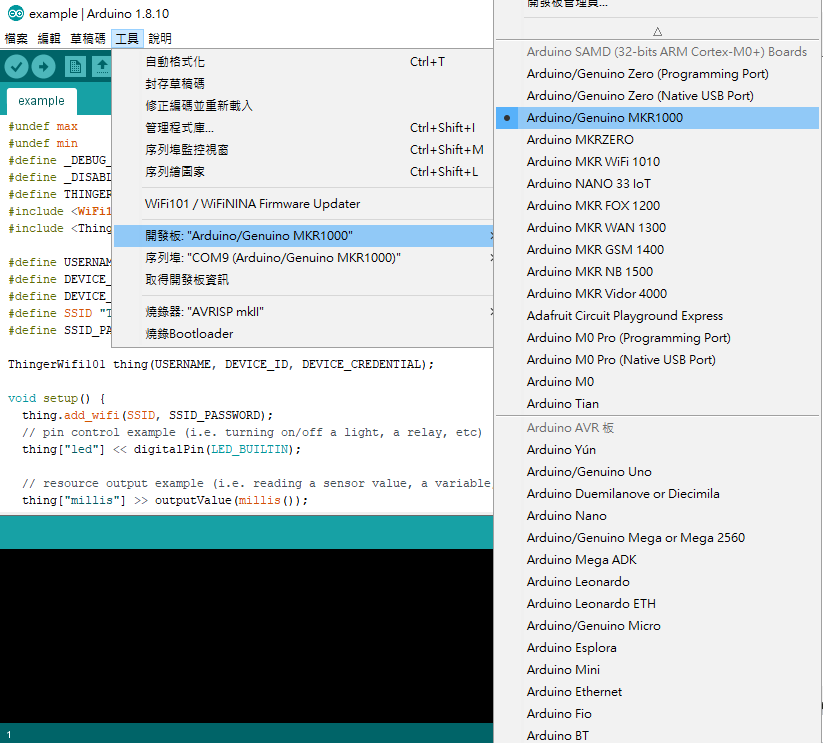 example | Arduino 1.8.10
檔案 編輯 草稿碼 工具 說明
example
#undef max
#undef min
#define _DEBUG_
#define _DISABL
#define THINGER
#include <WiFi1
#include <Thing
#define USERNAM
#define DEVICE_
#define DEVICE_
#define SSID "T
#define SSID_PA
ThingerWifi101 thing(USERNAME, DEVICE_ID, DEVICE_CREDENTIAL);
void setup() {
thing.add_wifi(SSID, SSID_PASSWORD);
// pin control example (i.e. turning on/off a light, a relay, etc)
thing["led"] << digitalPin(LED_BUILTIN);
// resource output example (i.e. reading a sensor value, a variable,
thing["millis"] >> outputValue(millis());
1
自動格式化 Ctrl+T
封存草稿碼
修正編碼並重新載入
管理程式庫... Ctrl+Shift+I
序列埠監控視窗 Ctrl+Shift+M
序列繪圖家 Ctrl+Shift+L
WiFi101 / WiFiNINA Firmware Updater
開發板: "Arduino/Genuino MKR1000"
序列埠: "COM9 (Arduino/Genuino MKR1000)"
取得開發板資訊
燒錄器: "AVRISP mkII"
燒錄Bootloader
開發板管理員...
△
Arduino SAMD (32-bits ARM Cortex-M0+) Boards
Arduino/Genuino Zero (Programming Port)
Arduino/Genuino Zero (Native USB Port)
Arduino/Genuino MKR1000
Arduino MKRZERO
Arduino MKR WiFi 1010
Arduino NANO 33 IoT
Arduino MKR FOX 1200
Arduino MKR WAN 1300
Arduino MKR GSM 1400
Arduino MKR NB 1500
Arduino MKR Vidor 4000
Adafruit Circuit Playground Express
Arduino M0 Pro (Programming Port)
Arduino M0 Pro (Native USB Port)
Arduino M0
Arduino Tian
Arduino AVR 板
Arduino Yún
Arduino/Genuino Uno
Arduino Duemilanove or Diecimila
Arduino Nano
Arduino/Genuino Mega or Mega 2560
Arduino Mega ADK
Arduino Leonardo
Arduino Leonardo ETH
Arduino/Genuino Micro
Arduino Esplora
Arduino Mini
Arduino Ethernet
Arduino Fio
Arduino BT